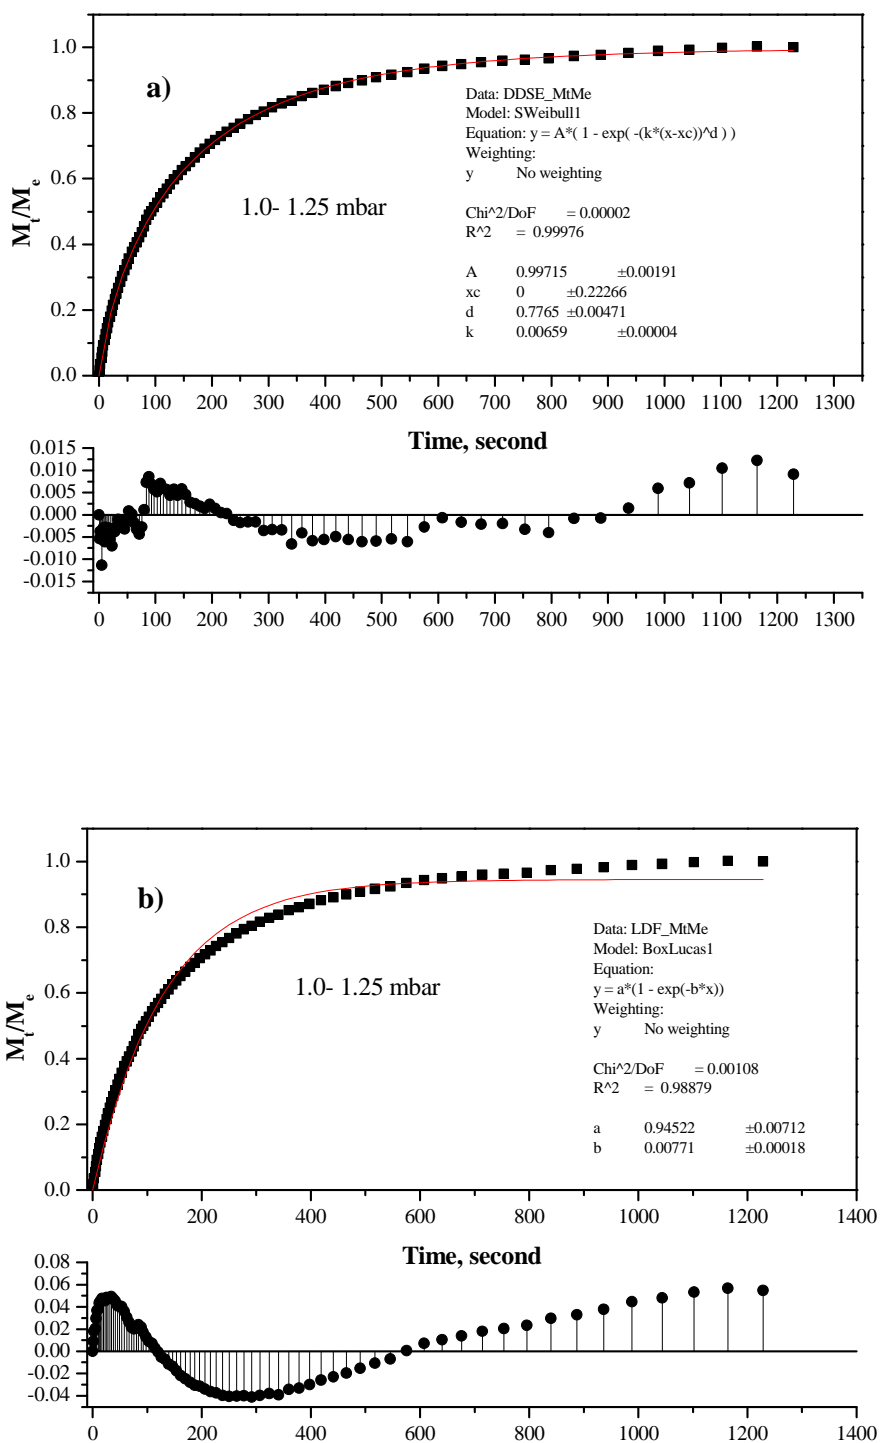 a)
1.0
0.8
0.6
0.4
0.2
0.0
Mt/Me
1.0- 1.25 mbar
Data: DDSE_MtMe
Model: SWeibull1
Equation: y = A*( 1 - exp( -(k*(x-xc))^d ) )
Weighting:
y No weighting
Chi^2/DoF = 0.00002
R^2 = 0.99976
A 0.99715 ±0.00191
xc 0 ±0.22266
d 0.7765 ±0.00471
k 0.00659 ±0.00004
0 100 200 300 400 500 600 700 800 900 1000 1100 1200 1300
Time, second
0.015
0.010
0.005
0.000
-0.005
-0.010
-0.015
0 100 200 300 400 500 600 700 800 900 1000 1100 1200 1300
b)
1.0
0.8
0.6
0.4
0.2
0.0
Mt/Me
1.0- 1.25 mbar
Data: LDF_MtMe
Model: BoxLucas1
Equation:
y = a*(1 - exp(-b*x))
Weighting:
y No weighting
Chi^2/DoF = 0.00108
R^2 = 0.98879
a 0.94522 ±0.00712
b 0.00771 ±0.00018
0 200 400 600 800 1000 1200 1400
Time, second
0.08
0.06
0.04
0.02
0.00
-0.02
-0.04
0 200 400 600 800 1000 1200 1400